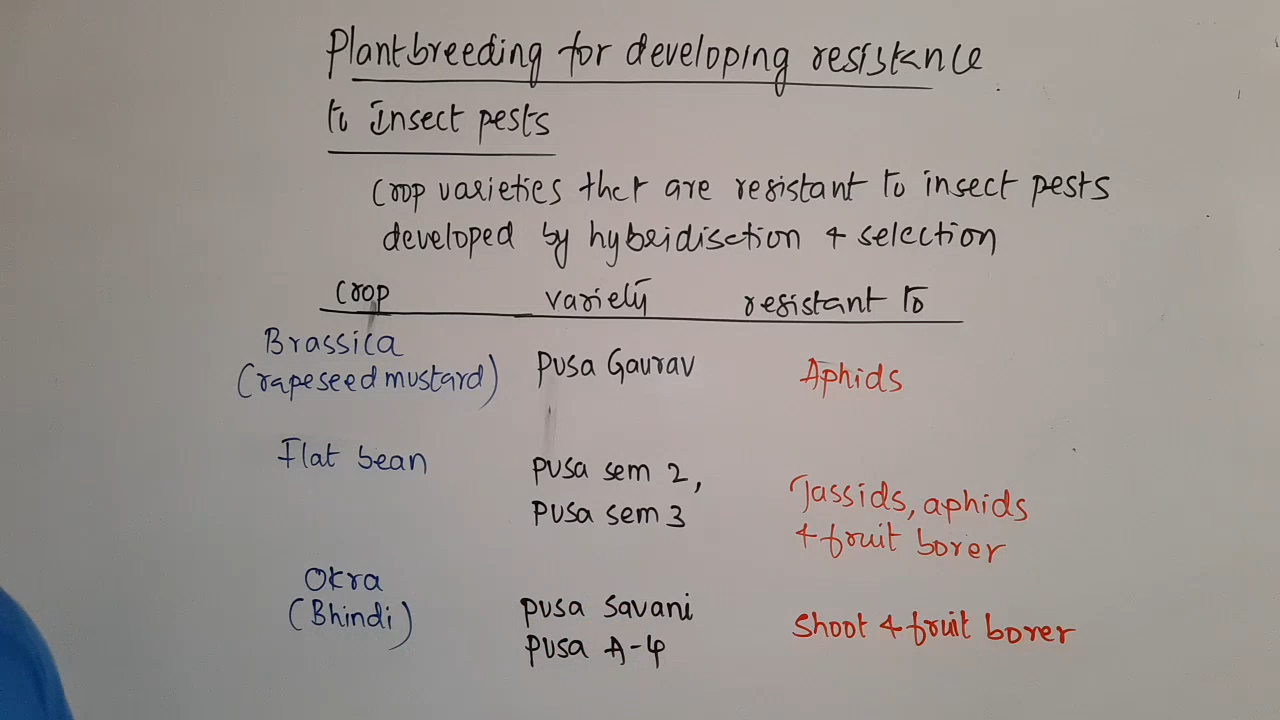 Plantbreeding for developing resistance
to insect pests
Crop varieties that are resistant to insect pests
developed by hybridisation & selection
Crop variety resistant to
Brassica
(rapeseed mustard) Pusa Gaurav Aphids
Flat bean
Pusa sem 2,
Pusa sem 3
Jassids, aphids
& fruit borer
Okra
(Bhindi)
Pusa Savani
Pusa A-4
Shoot & fruit borer